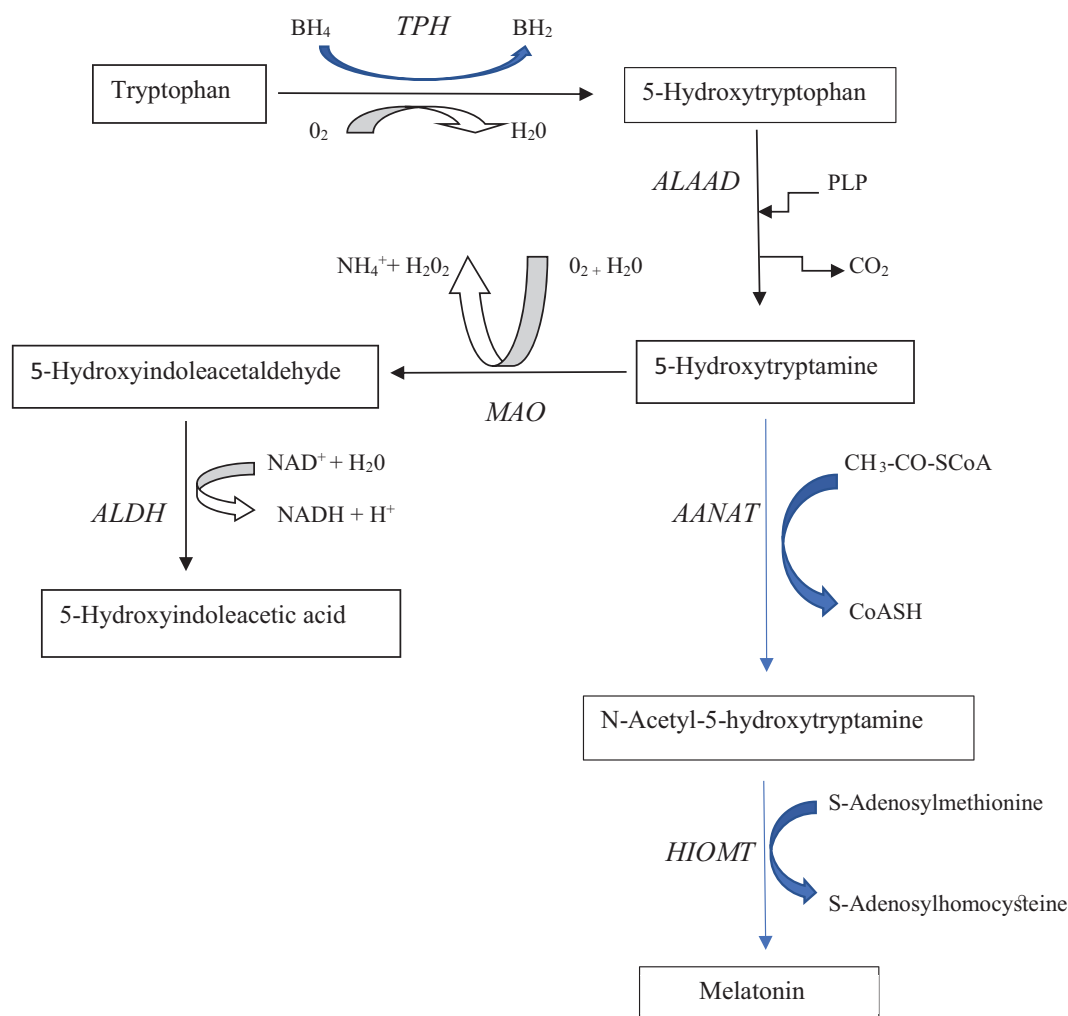 BH₄ TPH BH₂
Tryptophan
5-Hydroxytryptophan
0₂ H₂0
ALAAD PLP
CO₂
NH₄⁺ + H₂0₂ 0₂ + H₂0
5-Hydroxyindoleacetaldehyde
5-Hydroxytryptamine
MAO
NAD⁺ + H₂0
ALDH
NADH + H⁺
5-Hydroxyindoleacetic acid
CH₃-CO-SCoA
AANAT
CoASH
N-Acetyl-5-hydroxytryptamine
S-Adenosylmethionine
HIOMT
S-Adenosylhomocysteine
Melatonin